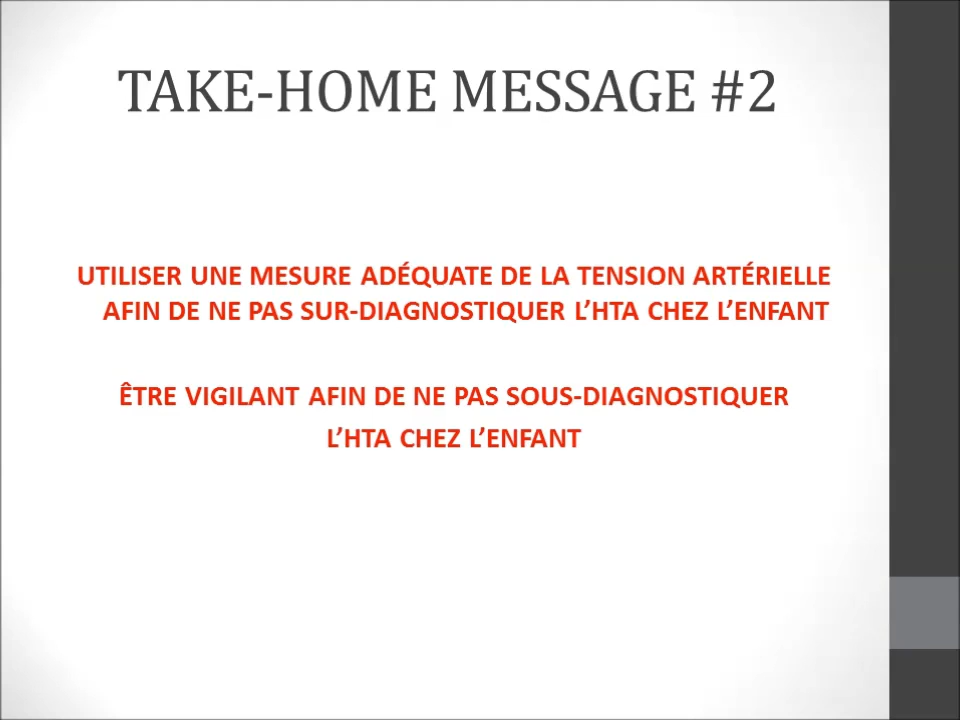 TAKE-HOME MESSAGE #2
UTILISER UNE MESURE ADÉQUATE DE LA TENSION ARTÉRIELLE
AFIN DE NE PAS SUR-DIAGNOSTIQUER L’HTA CHEZ L’ENFANT
ÊTRE VIGILANT AFIN DE NE PAS SOUS-DIAGNOSTIQUER
L’HTA CHEZ L’ENFANT